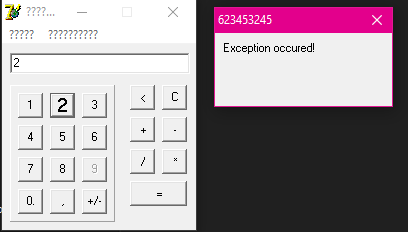 ????...
????? ??????????
2
1 2 3 < C
4 5 6 + -
7 8 9 / *
0. , +/- =
623453245
Exception occured!